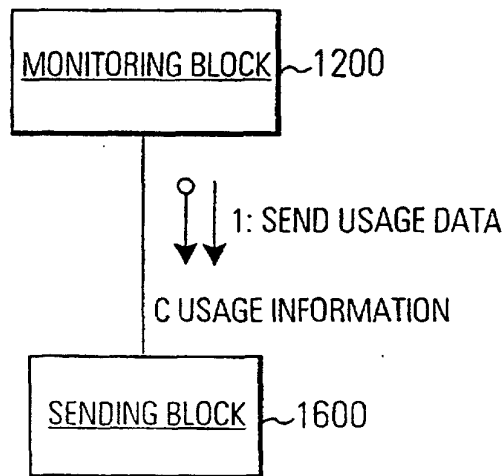 MONITORING BLOCK 1200
1: SEND USAGE DATA
C USAGE INFORMATION
SENDING BLOCK 1600